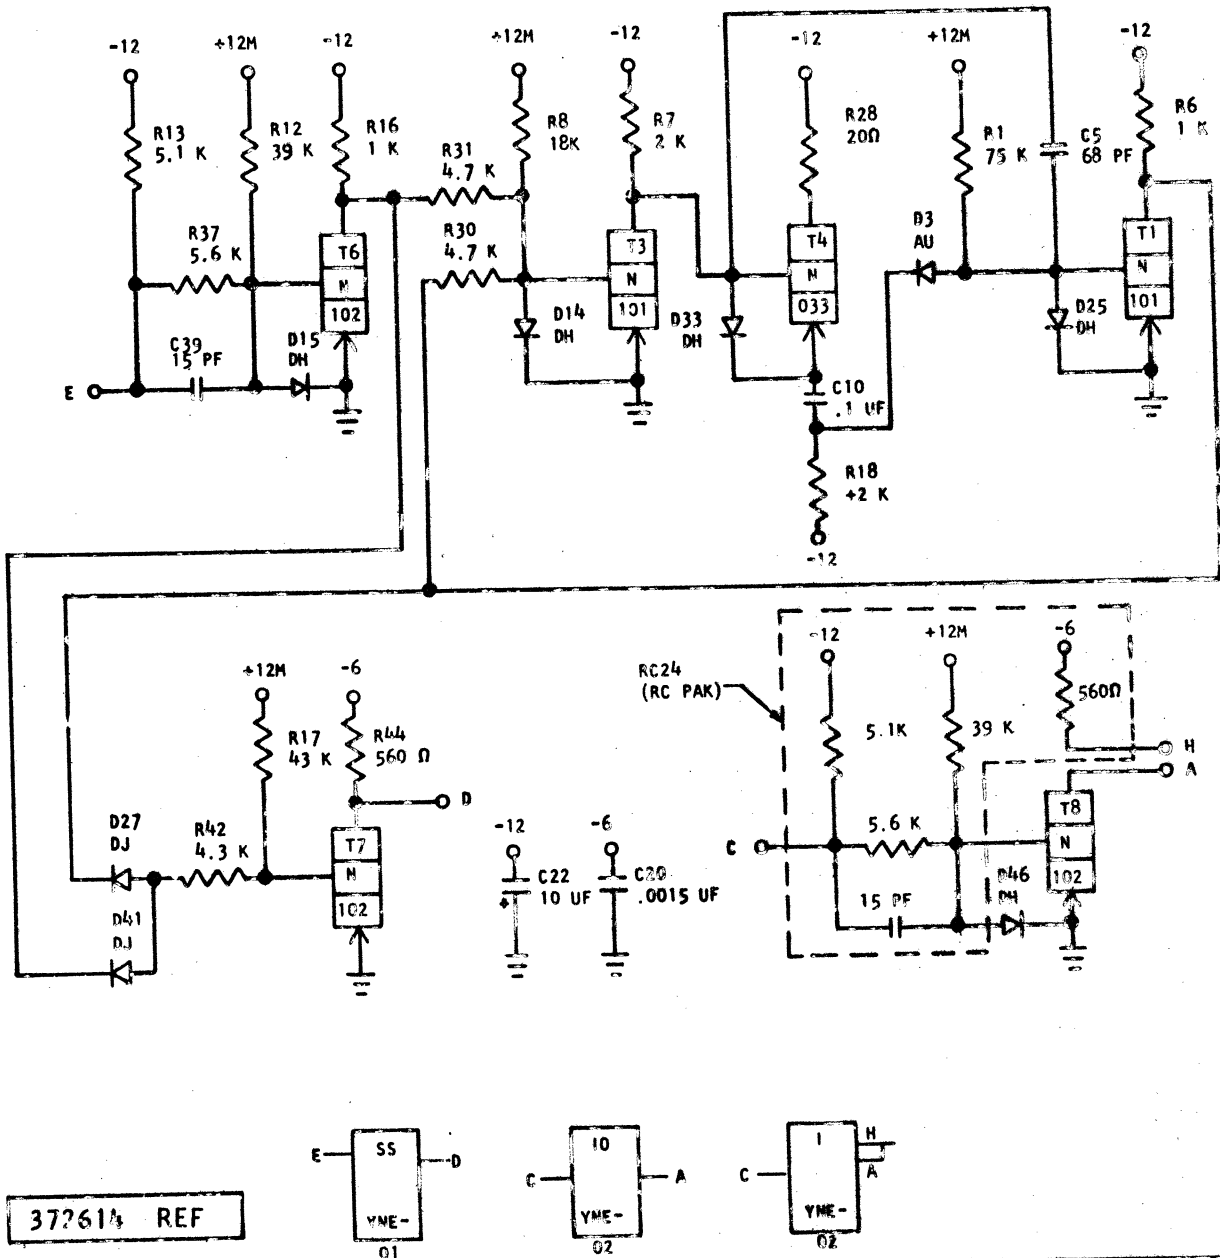 -12
+12M
-12
+12M
-12
-12
+12M
-12
R13
5.1 K
R12
39 K
R16
1 K
R31
4.7 K
R8
18K
R7
2 K
R28
20Ω
R1
75 K
C5
68 PF
R6
1 K
R37
5.6 K
T6
N
102
R30
4.7 K
T3
N
101
T4
N
033
D3
AU
T1
N
101
C39
15 PF
D15
DH
D14
DH
D33
DH
D25
DH
E
C10
.1 UF
R18
+2 K
-12
+12M
-6
R17
43 K
R44
560 Ω
D
RC24
(RC PAK)
-12
+12M
-6
5.1K
39 K
560Ω
H
A
D27
DJ
R42
4.3 K
T7
N
102
D41
DJ
-12
C22
10 UF
+
-6
C20
.0015 UF
C
5.6 K
15 PF
T8
N
102
D46
DH
E
SS
D
YME-
01
C
IO
A
YME-
02
C
I
H
A
YME-
02
372614 REF